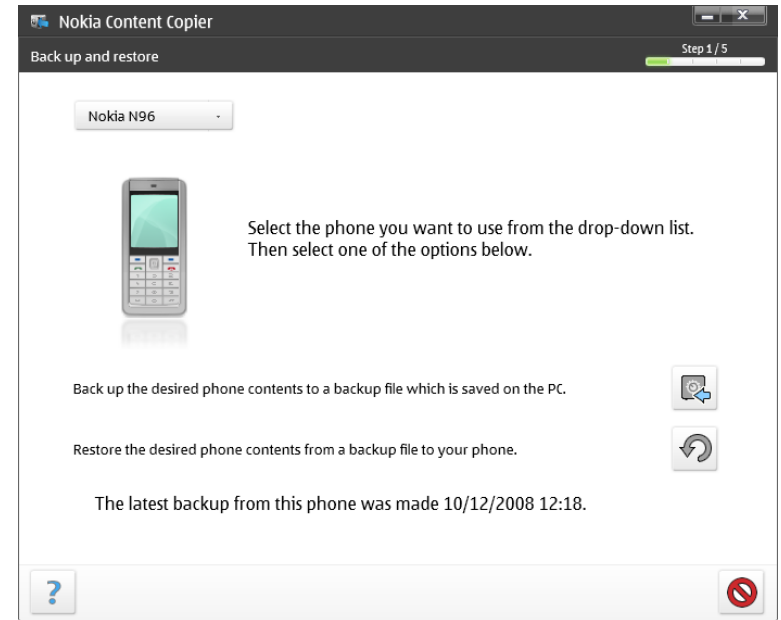 Nokia Content Copier
Back up and restore
Step 1 / 5
Nokia N96
Select the phone you want to use from the drop-down list.
Then select one of the options below.
Back up the desired phone contents to a backup file which is saved on the PC.
Restore the desired phone contents from a backup file to your phone.
The latest backup from this phone was made 10/12/2008 12:18.
?